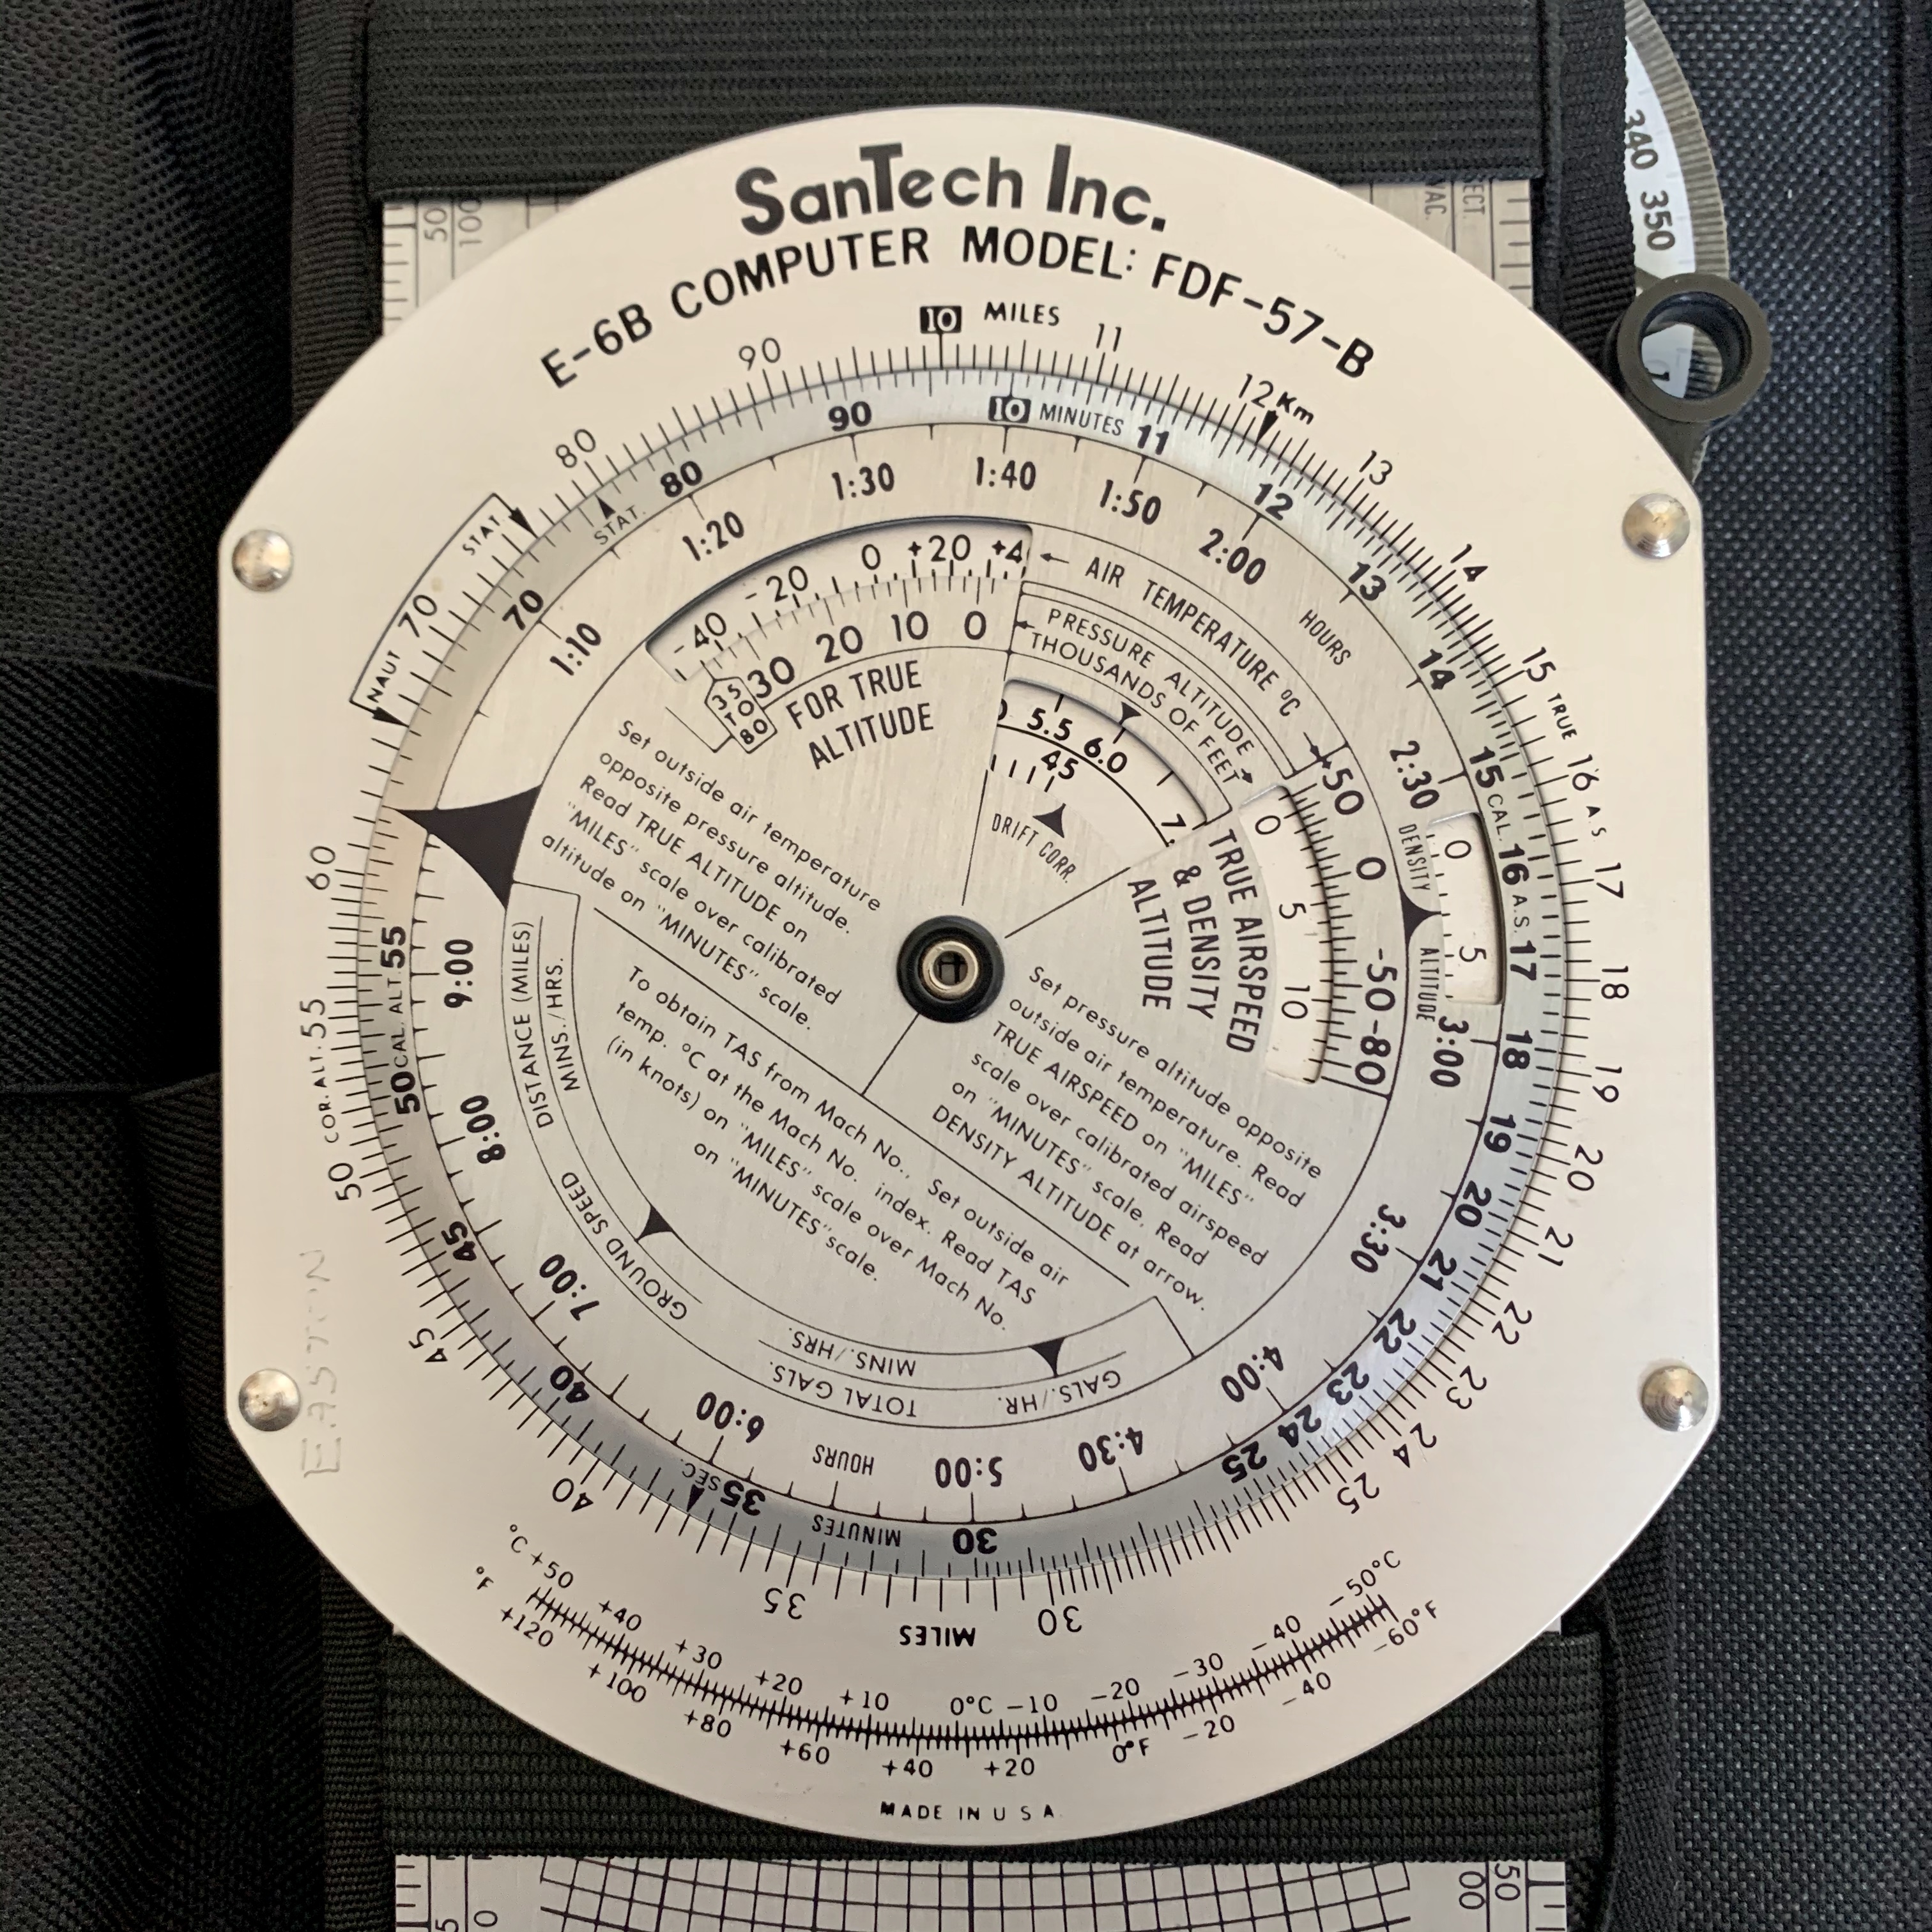 SanTech Inc.
E-6B COMPUTER MODEL: FDF-57-B
340 350
50
100
VAC.
SECT.
10 MILES 11 12 Km 13 14 15 TRUE 16 A S 17 18 19 20 21 22 23 24 25 30
MILES
35 40 45 50 COR. ALT. 55 60
NAUT 70 STAT
80 90
10 MINUTES 11 12 13 14 15 CAL. 16 A.S. 17 18 19 20 21 22 23 24 25 30
MINUTES
35 SEC. 40 45 50 CAL. ALT. 55
70 STAT. 80 90
1:10 1:20 1:30 1:40 1:50 2:00 HOURS 2:30 3:00 3:30 4:00 4:30 5:00 HOURS 6:00 7:00 8:00 9:00
-40 -20 0 +20 +4
35 TO 80 30 20 10 0
FOR TRUE
ALTITUDE
← AIR TEMPERATURE °C
PRESSURE ALTITUDE
THOUSANDS OF FEET
5.5 6.0 7.
45
DRIFT CORR.
+50 0 -50 -80
0 5 10
TRUE AIRSPEED
& DENSITY
ALTITUDE
DENSITY ALTITUDE
0 5
Set outside air temperature
opposite pressure altitude.
Read TRUE ALTITUDE on
"MILES" scale over calibrated
altitude on "MINUTES" scale.
To obtain TAS from Mach No., Set outside air
temp. °C at the Mach No. index. Read TAS
(in knots) on "MILES" scale over Mach No.
on "MINUTES" scale.
Set pressure altitude opposite
outside air temperature. Read
TRUE AIRSPEED on "MILES"
scale over calibrated airspeed
on "MINUTES" scale. Read
DENSITY ALTITUDE at arrow.
DISTANCE (MILES)
MINS./HRS.
GROUND SPEED
MINS./HRS.
TOTAL GALS.
GALS./HR.
EASTON
°C +50 +40 +30 +20 +10 0°C -10 -20 -30 -40 -50°C
°F +120 +100 +80 +60 +40 +20 0°F -20 -40 -60°F
MADE IN U S A
5
0
50
00